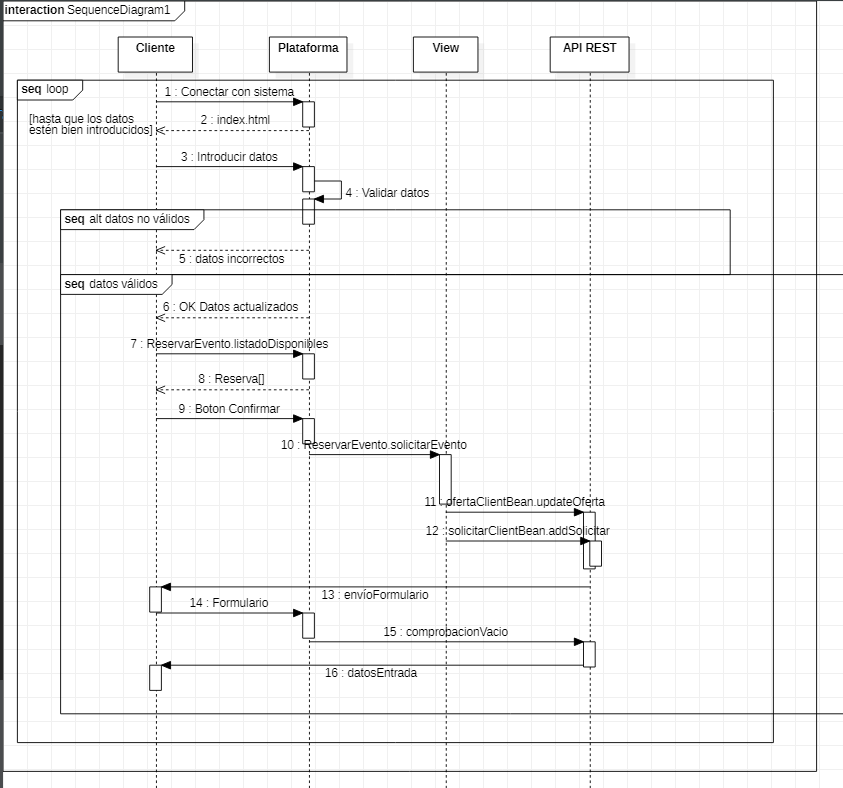 interaction SequenceDiagram1
Cliente
Plataforma
View
API REST
seq loop
1 : Conectar con sistema
[hasta que los datos
estén bien introducidos]
2 : index.html
3 : Introducir datos
4 : Validar datos
seq alt datos no válidos
5 : datos incorrectos
seq datos válidos
6 : OK Datos actualizados
7 : ReservarEvento.listadoDisponibles
8 : Reserva[]
9 : Boton Confirmar
10 : ReservarEvento.solicitarEvento
11 : ofertaClientBean.updateOferta
12 : solicitarClientBean.addSolicitar
13 : envíoFormulario
14 : Formulario
15 : comprobacionVacio
16 : datosEntrada